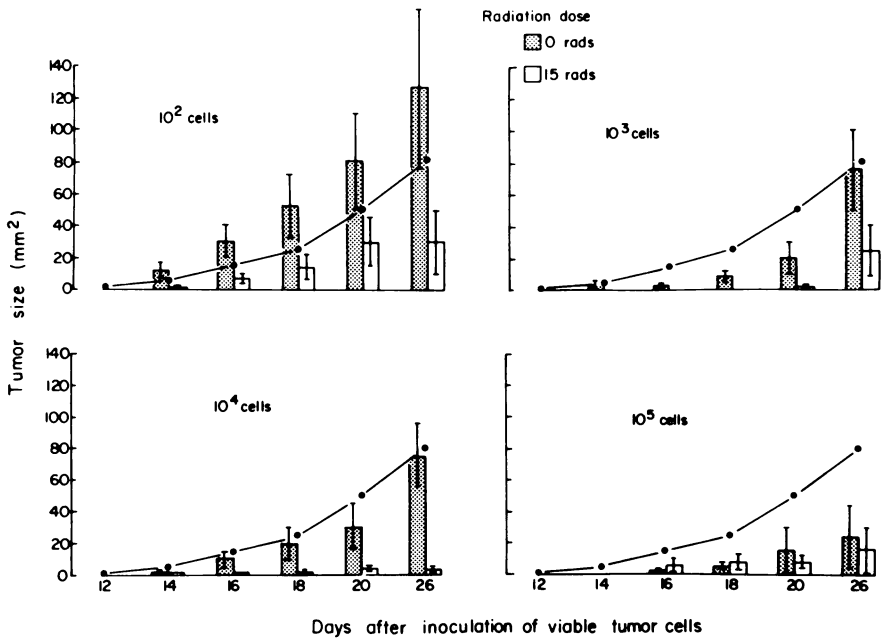 Radiation dose
0 rads
15 rads
140
120
100
80
60
40
20
0
10² cells
10³ cells
Tumor size (mm²)
140
120
100
80
60
40
20
0
10⁴ cells
10⁵ cells
12 14 16 18 20 26
12 14 16 18 20 26
Days after inoculation of viable tumor cells